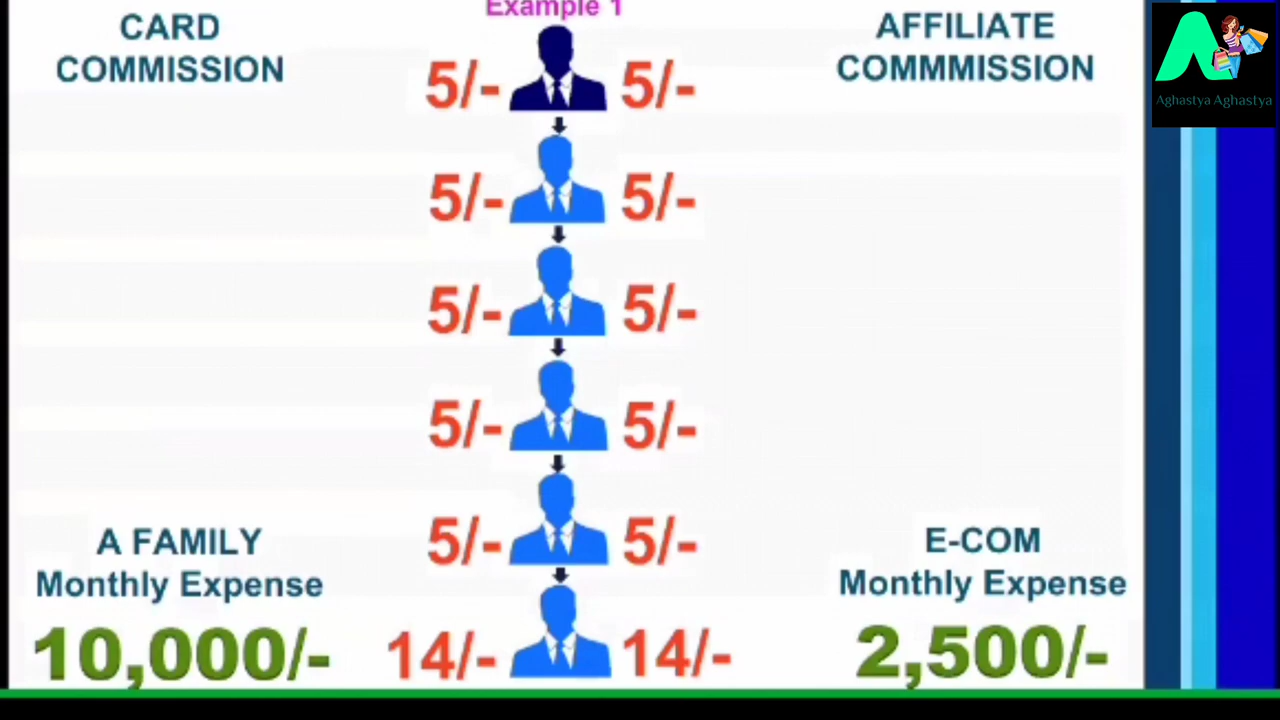 Example 1
CARD
COMMISSION
AFFILIATE
COMMMISSION
Aghastya Aghastya
5/- 5/-
5/- 5/-
5/- 5/-
5/- 5/-
5/- 5/-
A FAMILY
Monthly Expense
10,000/-
14/- 14/-
E-COM
Monthly Expense
2,500/-